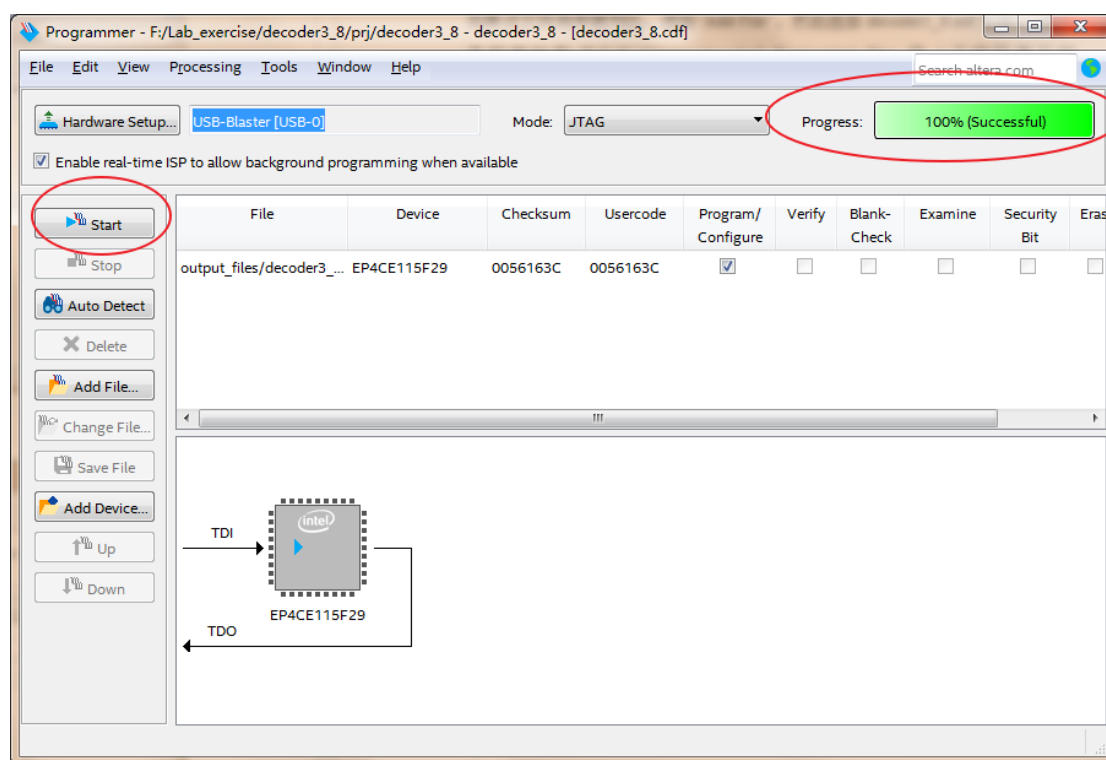 Programmer - F:/Lab_exercise/decoder3_8/prj/decoder3_8 - decoder3_8 - [decoder3_8.cdf]
File Edit View Processing Tools Window Help Search altera.com
Hardware Setup... USB-Blaster [USB-0] Mode: JTAG Progress: 100% (Successful)
Enable real-time ISP to allow background programming when available
Start
Stop
Auto Detect
Delete
Add File...
Change File...
Save File
Add Device...
Up
Down
File Device Checksum Usercode Program/ Verify Blank- Examine Security Eras
Configure Check Bit
output_files/decoder3_... EP4CE115F29 0056163C 0056163C
TDI
intel
EP4CE115F29
TDO